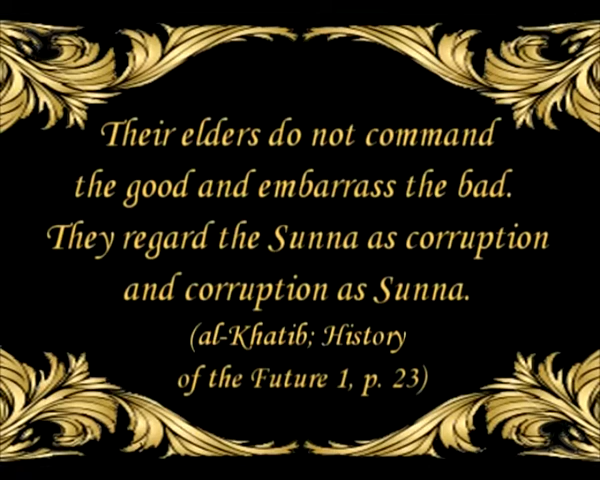 Their elders do not command
the good and embarrass the bad.
They regard the Sunna as corruption
and corruption as Sunna.
(al-Khatib; History
of the Future 1, p. 23)